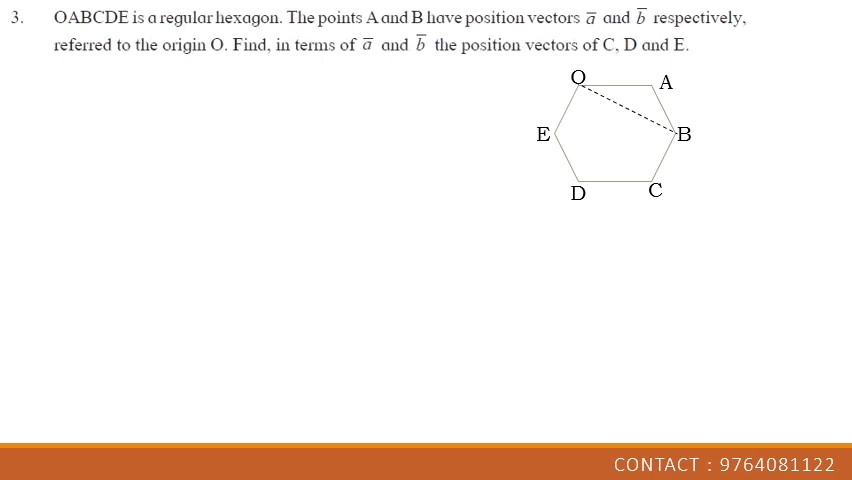 3. OABCDE is a regular hexagon. The points A and B have position vectors a̅ and b̅ respectively,
referred to the origin O. Find, in terms of a̅ and b̅ the position vectors of C, D and E.
O
A
E
B
D
C
CONTACT : 9764081122